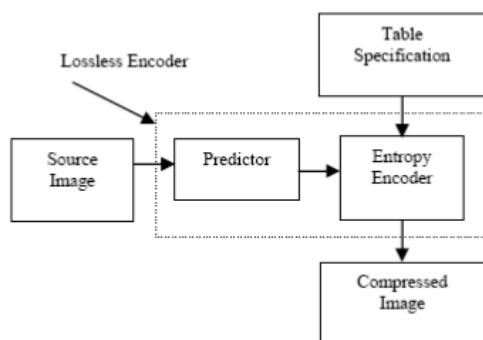 Table
Specification
Lossless Encoder
Source
Image
Predictor
Entropy
Encoder
Compressed
Image